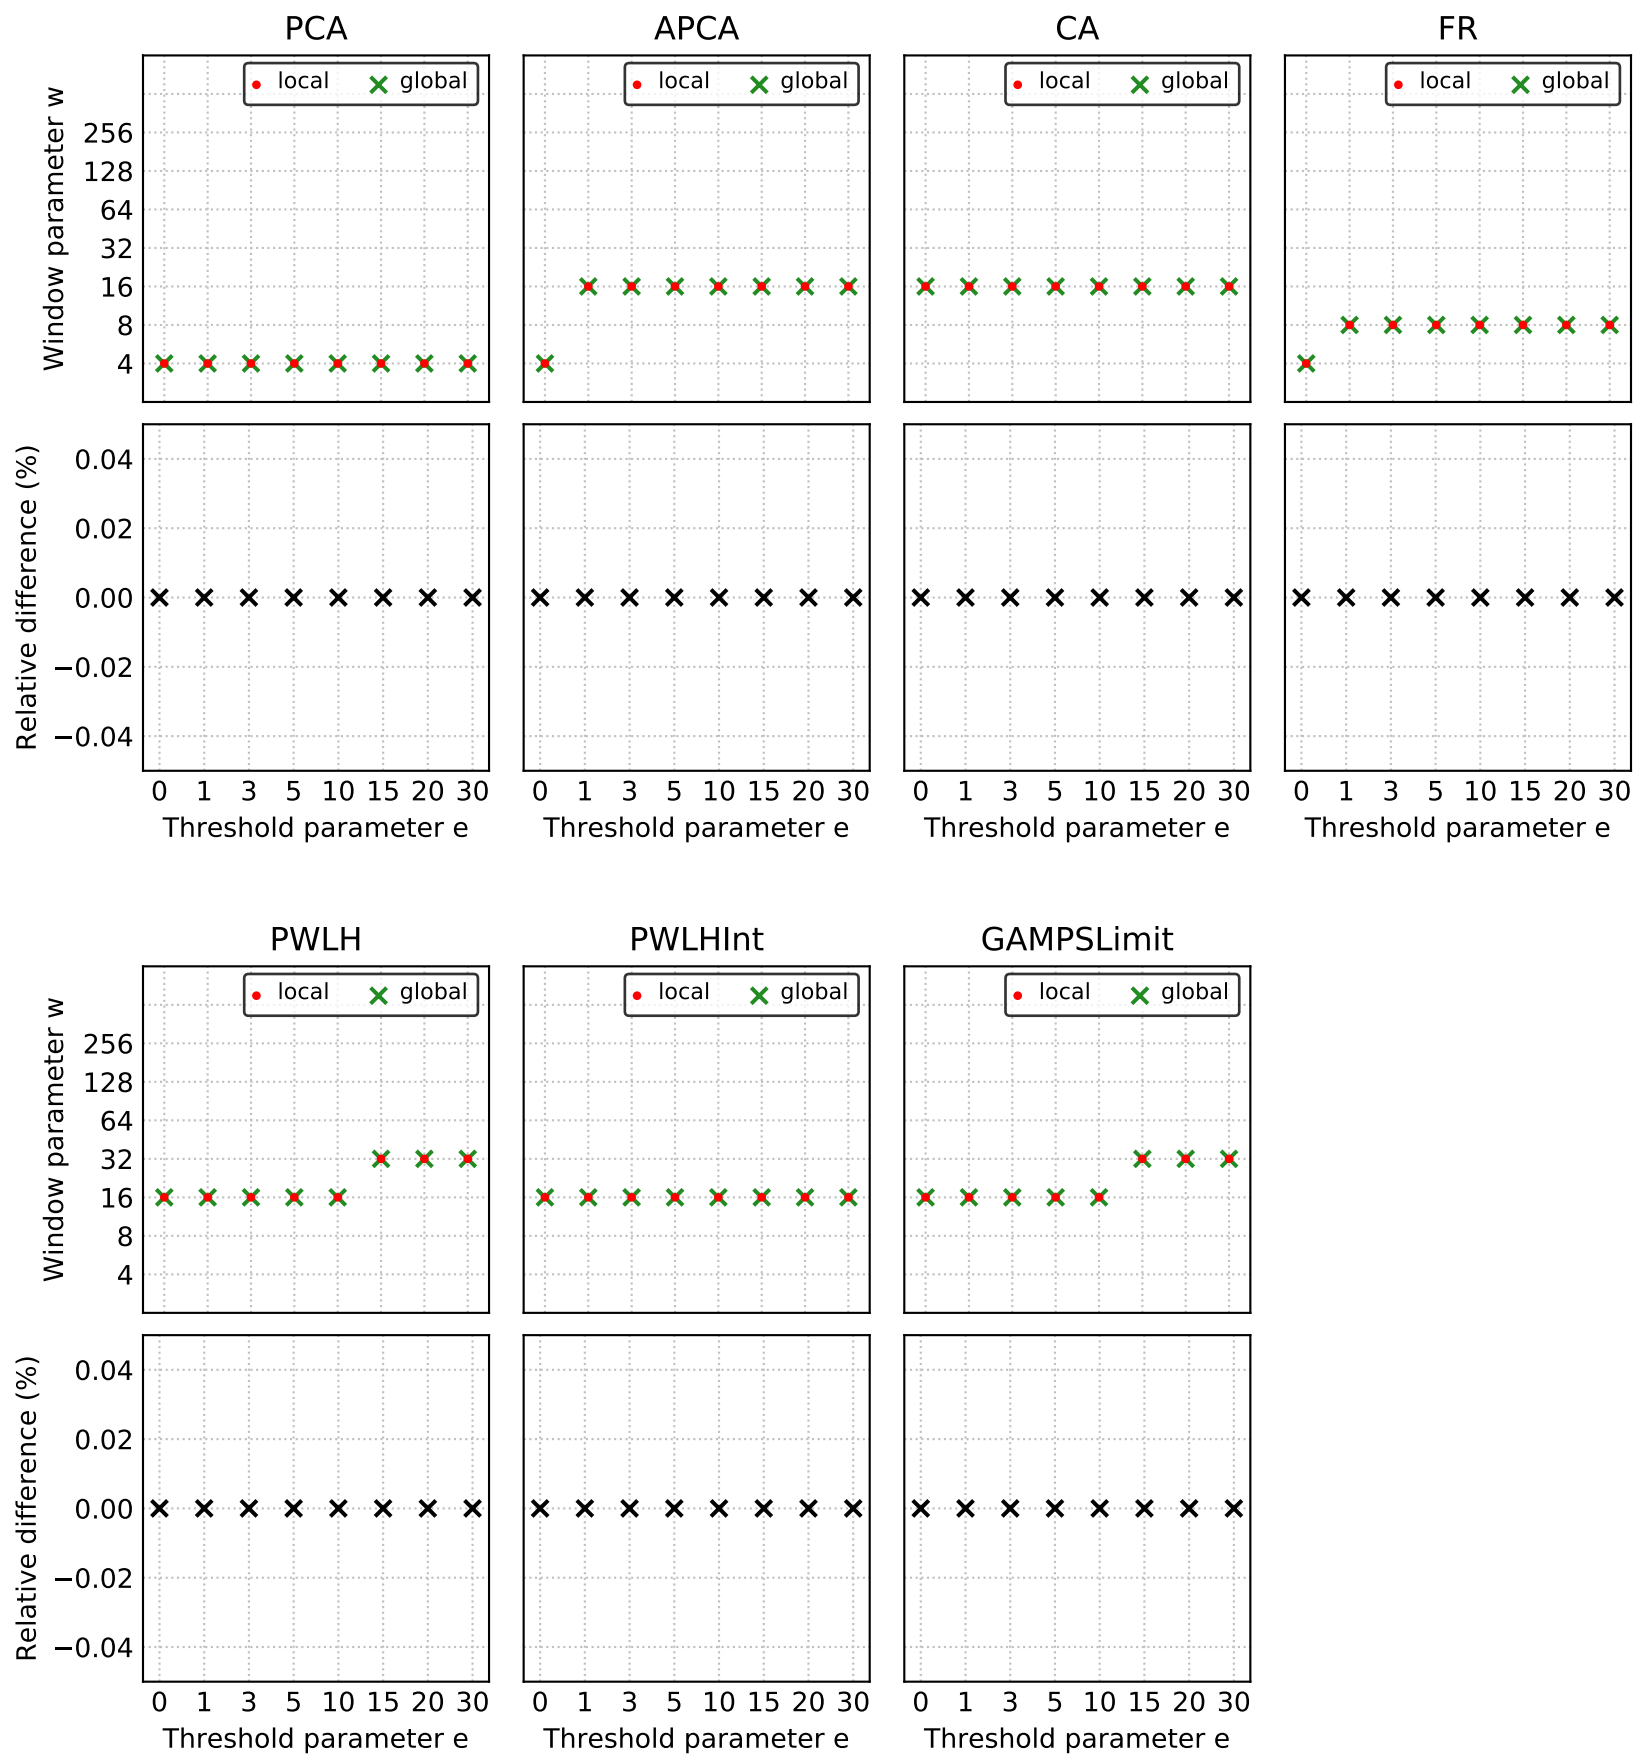 PCA APCA CA FR
local global local global local global local global
Window parameter w
256
128
64
32
16
8
4
Relative difference (%)
0.04
0.02
0.00
−0.02
−0.04
0 1 3 5 10 15 20 30 0 1 3 5 10 15 20 30 0 1 3 5 10 15 20 30 0 1 3 5 10 15 20 30
Threshold parameter e Threshold parameter e Threshold parameter e Threshold parameter e
PWLH PWLHInt GAMPSLimit
local global local global local global
Window parameter w
256
128
64
32
16
8
4
Relative difference (%)
0.04
0.02
0.00
−0.02
−0.04
0 1 3 5 10 15 20 30 0 1 3 5 10 15 20 30 0 1 3 5 10 15 20 30
Threshold parameter e Threshold parameter e Threshold parameter e